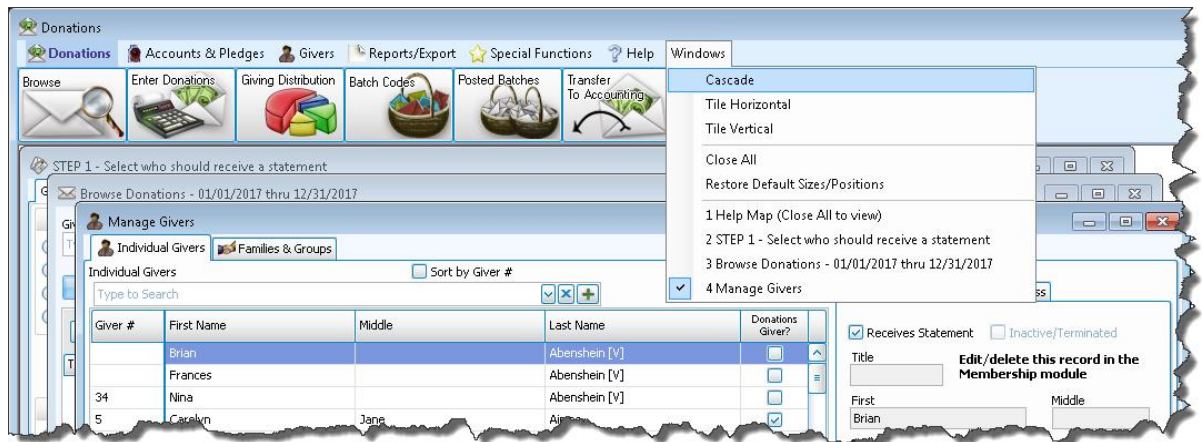 Donations
Donations Accounts & Pledges Givers Reports/Export Special Functions Help Windows
Browse Enter Donations Giving Distribution Batch Codes Posted Batches Transfer
To Accounting
Cascade
Tile Horizontal
Tile Vertical
Close All
Restore Default Sizes/Positions
1 Help Map (Close All to view)
2 STEP 1 - Select who should receive a statement
3 Browse Donations - 01/01/2017 thru 12/31/2017
4 Manage Givers
STEP 1 - Select who should receive a statement
Browse Donations - 01/01/2017 thru 12/31/2017
Manage Givers
Individual Givers Families & Groups
Individual Givers Sort by Giver #
Type to Search
Giver # First Name Middle Last Name Donations
Giver?
Brian Abenshein [V]
Frances Abenshein [V]
34 Nina Abenshein [V]
5 Carolyn Jane
Receives Statement Inactive/Terminated
Title Edit/delete this record in the
Membership module
First Middle
Brian